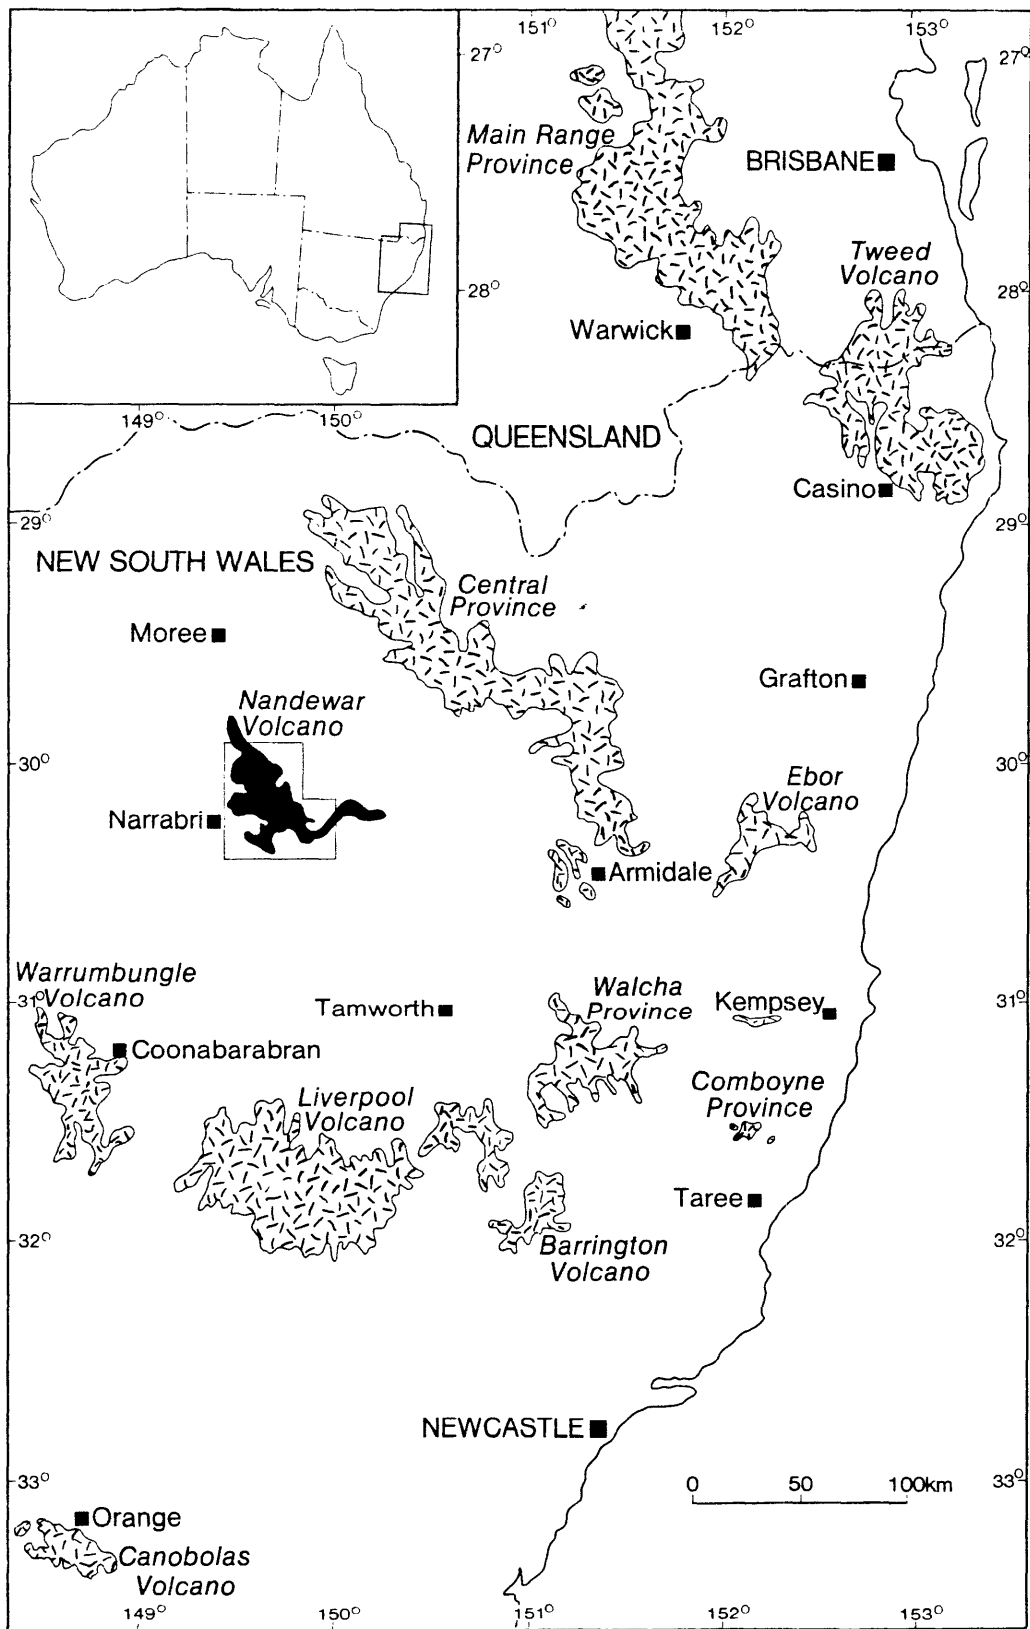 151°
152°
153°
27°
27°
Main Range
Province
BRISBANE
Tweed
Volcano
28°
28°
Warwick
149°
150°
QUEENSLAND
Casino
29°
29°
NEW SOUTH WALES
Central
Province
Moree
Grafton
Nandewar
Volcano
30°
30°
Ebor
Volcano
Narrabri
Armidale
Warrumbungle
Volcano
31°
31°
Tamworth
Walcha
Province
Kempsey
Coonabarabran
Liverpool
Volcano
Comboyne
Province
Taree
32°
32°
Barrington
Volcano
NEWCASTLE
33°
33°
0 50 100km
Orange
Canobolas
Volcano
149°
150°
151°
152°
153°